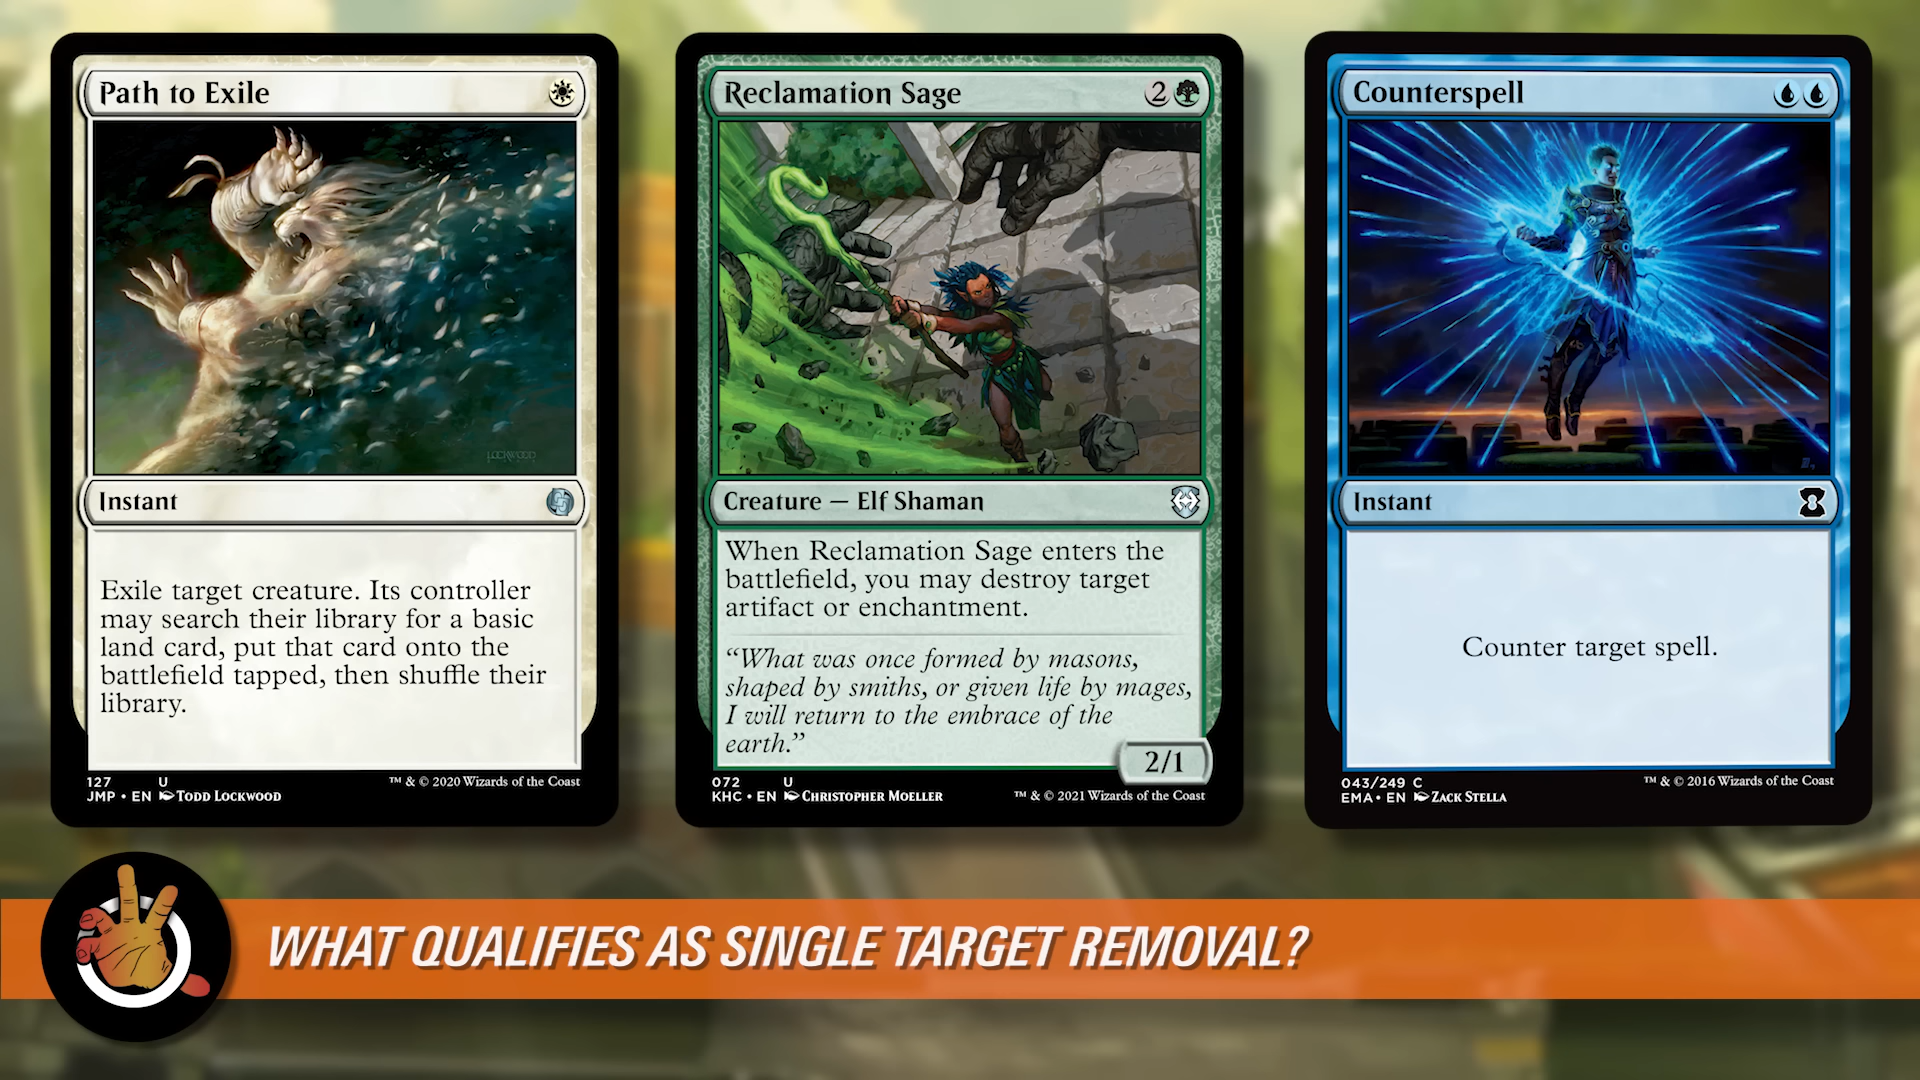 Path to Exile
Instant
Exile target creature. Its controller
may search their library for a basic
land card, put that card onto the
battlefield tapped, then shuffle their
library.
127 U
JMP • EN TODD LOCKWOOD
™ & © 2020 Wizards of the Coast
LOCKWOOD
Reclamation Sage
2
Creature — Elf Shaman
When Reclamation Sage enters the
battlefield, you may destroy target
artifact or enchantment.
“What was once formed by masons,
shaped by smiths, or given life by mages,
I will return to the embrace of the
earth.”
2/1
072 U
KHC • EN CHRISTOPHER MOELLER
™ & © 2021 Wizards of the Coast
Counterspell
Instant
Counter target spell.
043/249 C
EMA • EN ZACK STELLA
™ & © 2016 Wizards of the Coast
WHAT QUALIFIES AS SINGLE TARGET REMOVAL?